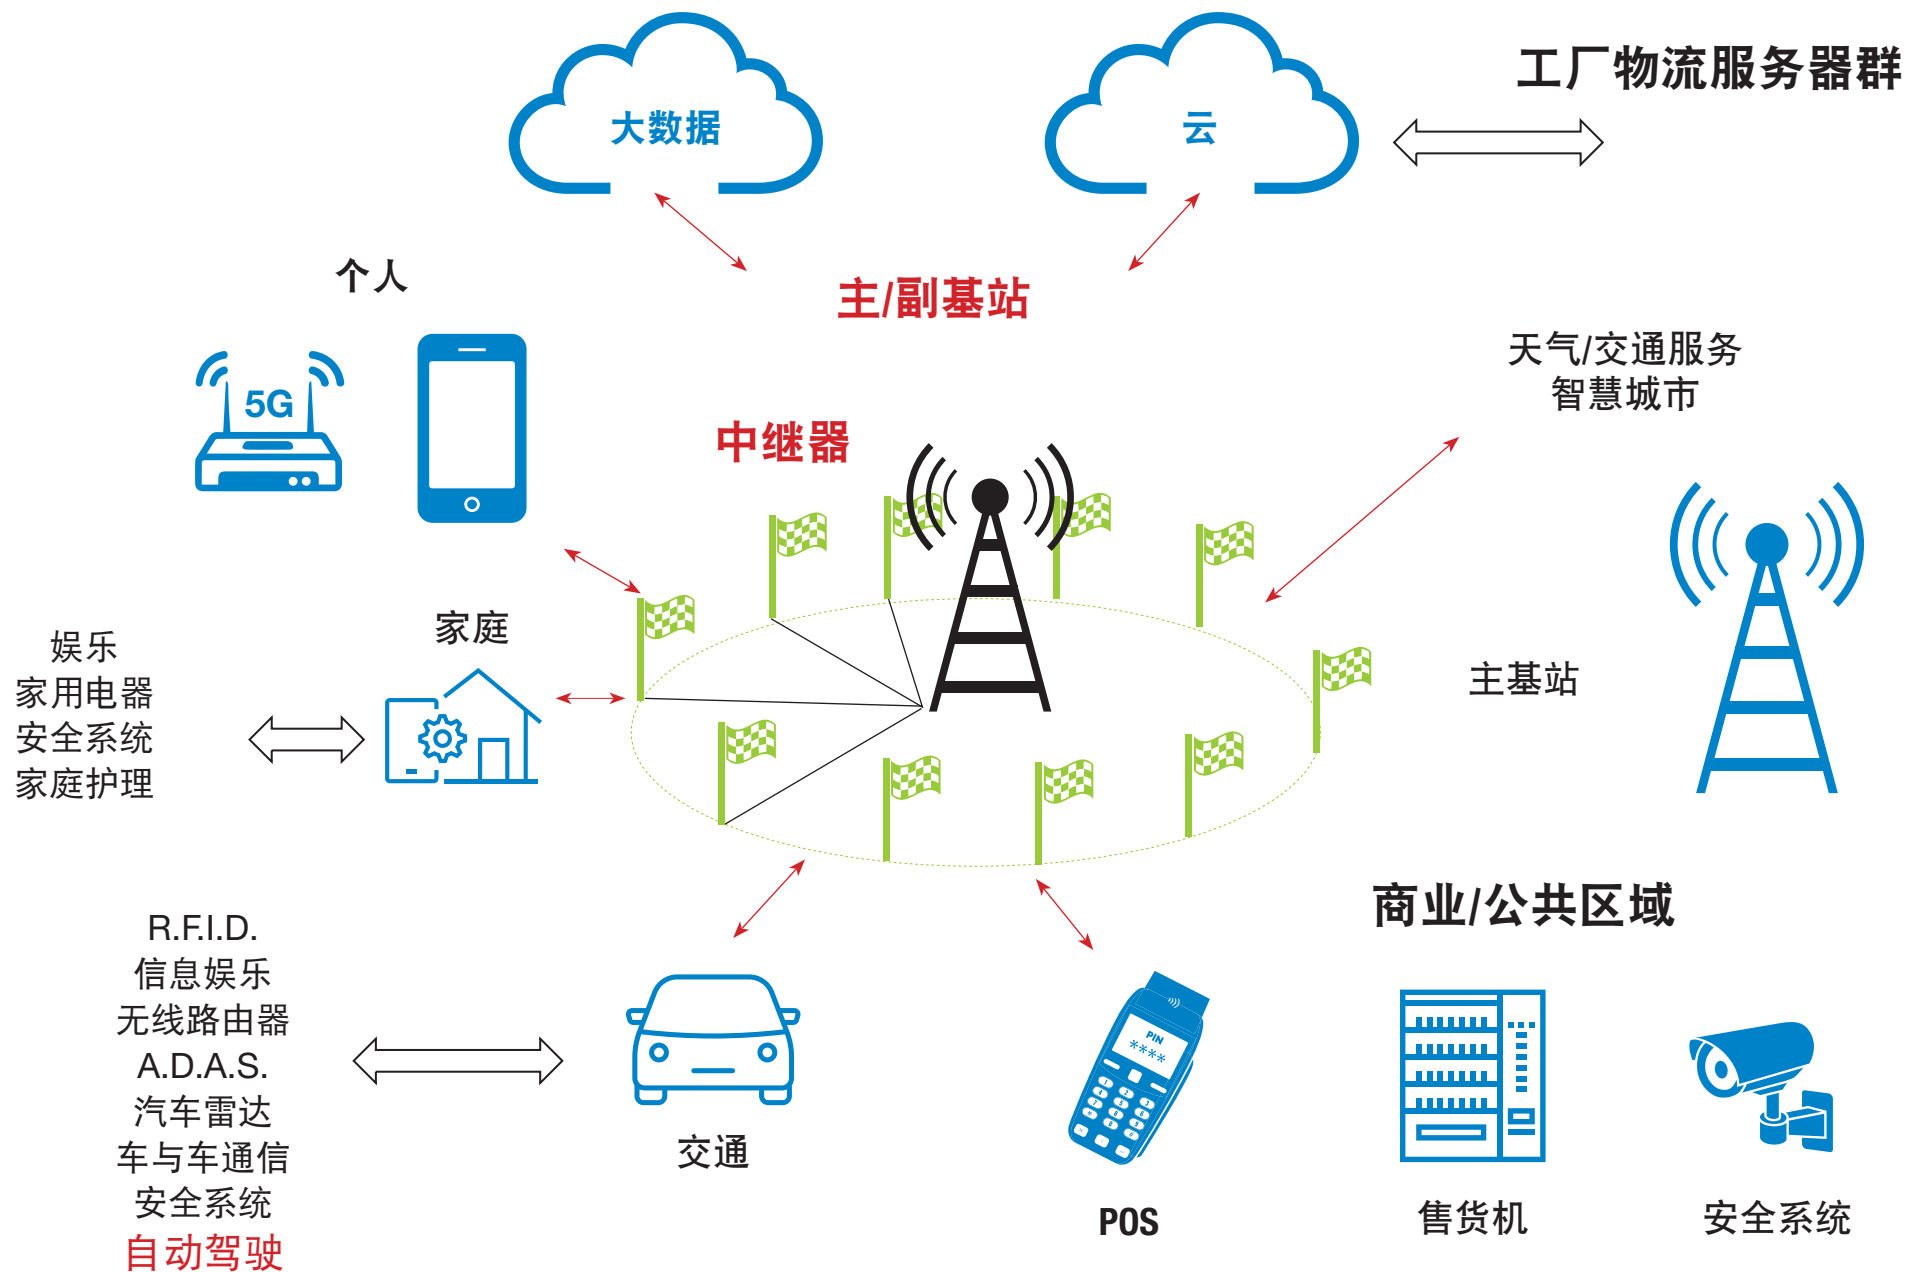 工厂物流服务器群
大数据
云
个人
主/副基站
天气/交通服务
智慧城市
5G
中继器
家庭
娱乐
家用电器
安全系统
家庭护理
主基站
商业/公共区域
R.F.I.D.
信息娱乐
无线路由器
A.D.A.S.
汽车雷达
车与车通信
安全系统
自动驾驶
交通
PIN
****
POS
售货机
安全系统